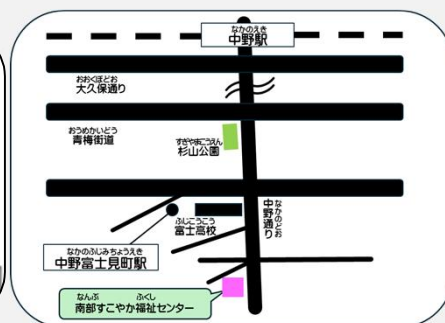 なかのえき
中野駅
おおくぼどお
大久保通り
おうめかいどう
青梅街道
すぎやまこうえん
杉山公園
なかのどお
中野通り
ふじこうこう
富士高校
なかのふじみちょうえき
中野富士見町駅
なんぶ ふくし
南部すこやか福祉センター